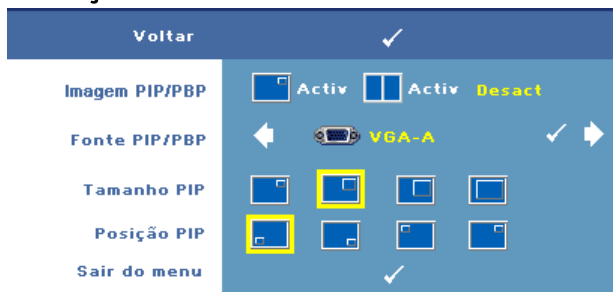 Voltar
Imagem PIP/PBP Activ Activ Desact
Fonte PIP/PBP VGA-A
Tamanho PIP
Posição PIP
Sair do menu